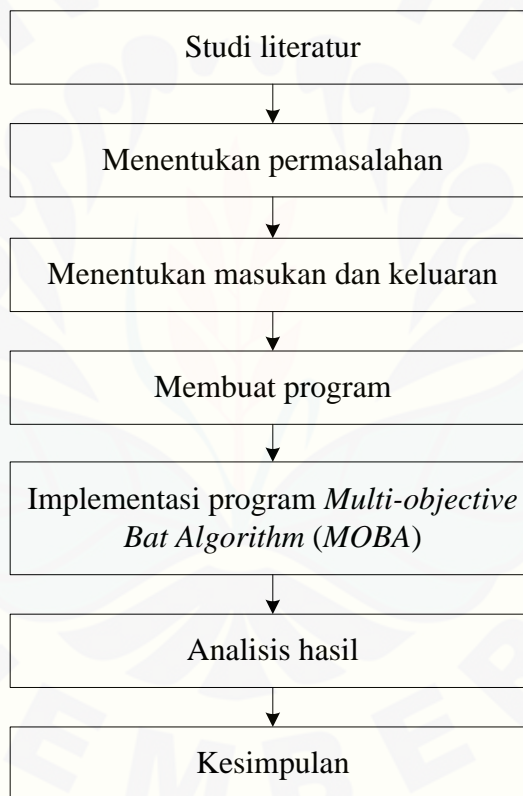 Studi literatur
Menentukan permasalahan
Menentukan masukan dan keluaran
Membuat program
Implementasi program Multi-objective
Bat Algorithm (MOBA)
Analisis hasil
Kesimpulan